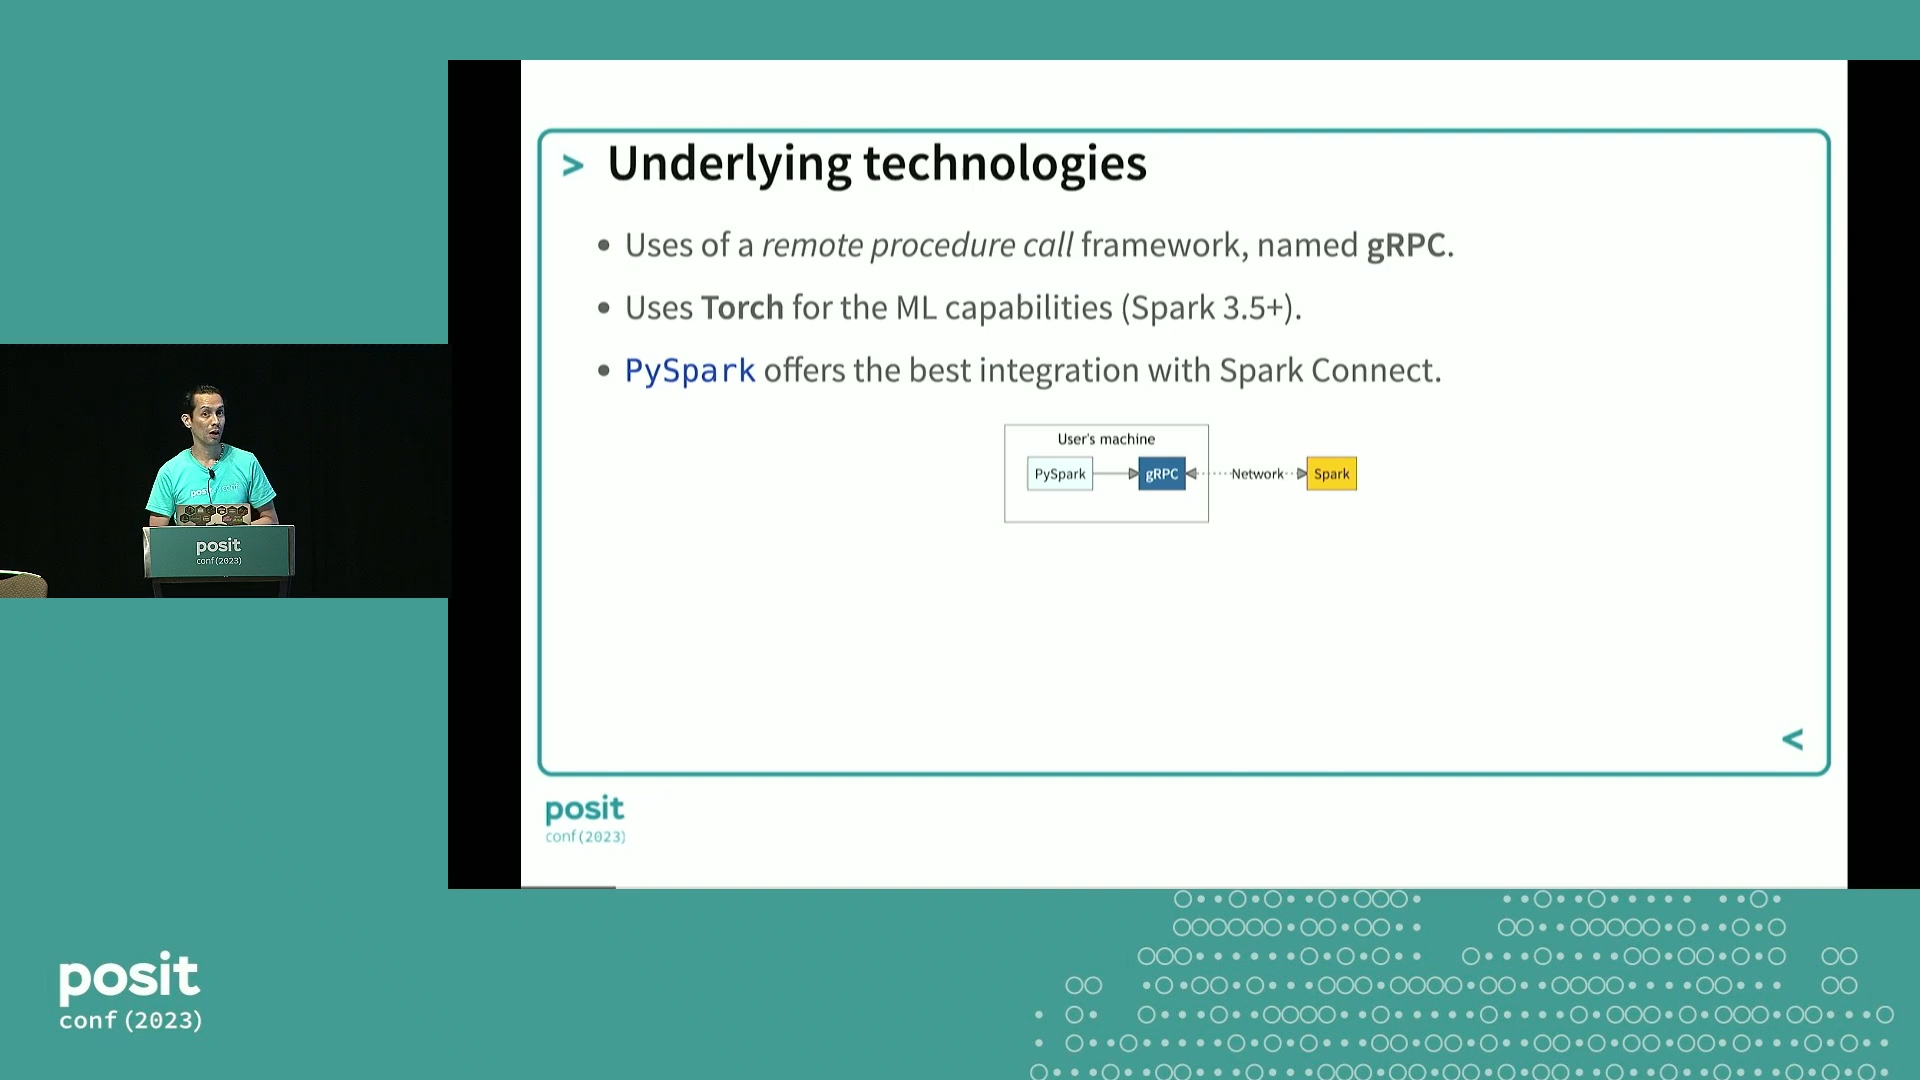 > Underlying technologies
• Uses of a remote procedure call framework, named gRPC.
• Uses Torch for the ML capabilities (Spark 3.5+).
• PySpark offers the best integration with Spark Connect.
User's machine
PySpark
gRPC
Network
Spark
<
posit
conf(2023)
posit
conf(2023)
posit
conf(2023)